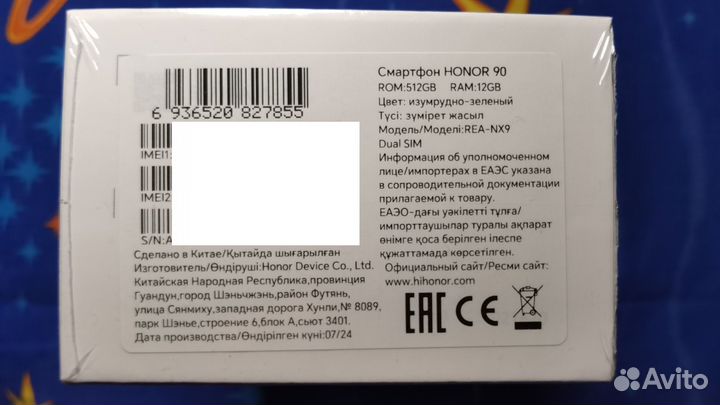 6 936520 827855
IMEI1:
IMEI2
S/N:A
Сделано в Китае/Қытайда шығарылған
Изготовитель/Өндіруші:Honor Device Co., Ltd.
Китайская Народная Республика,провинция
Гуандун,город Шэньчжэнь,район Футянь,
улица Сянмиху,западная дорога Хунли,№ 8089,
парк Шэнье,строение 6,блок А,сьют 3401.
Дата производства/Өндірілген күні:07/24
Смартфон HONOR 90
ROM:512GB RAM:12GB
Цвет: изумрудно-зеленый
Түсі: зүмірет жасыл
Модель/Моделі:REA-NX9
Dual SIM
Информация об уполномоченном
лице/импортерах в ЕАЭС указана
в сопроводительной документации
прилагаемой к товару.
ЕАЭО-дағы уәкілетті тұлға/
импорттаушылар туралы ақпарат
өнімге қоса берілген ілеспе
құжаттамада көрсетілген.
Официальный сайт/Ресми сайт:
www.hihonor.com
EAC CE
Avito